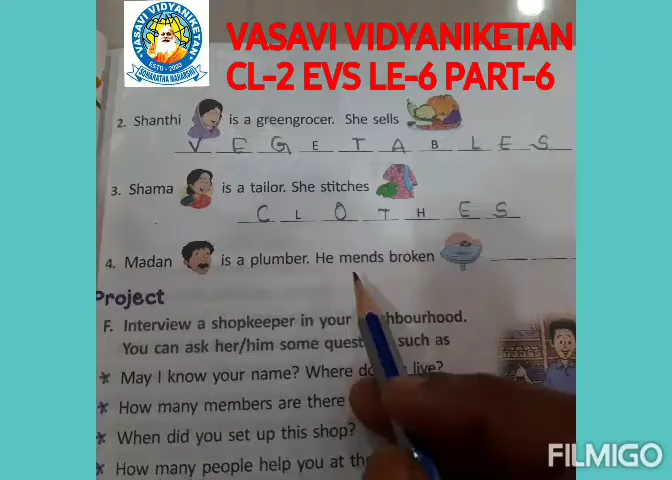 VASAVI VIDYANIKETAN
CL-2 EVS LE-6 PART-6
VASAVI VIDYANIKETAN
ESTD - 2003
2. Shanthi is a greengrocer. She sells
V E G E T A B L E S
3. Shama is a tailor. She stitches
C L O T H E S
4. Madan is a plumber. He mends broken
Project
F. Interview a shopkeeper in your hbourhood.
You can ask her/him some quest such as
May I know your name? Where do live?
How many members are there
When did you set up this shop?
How many people help you at th
FILMIGO